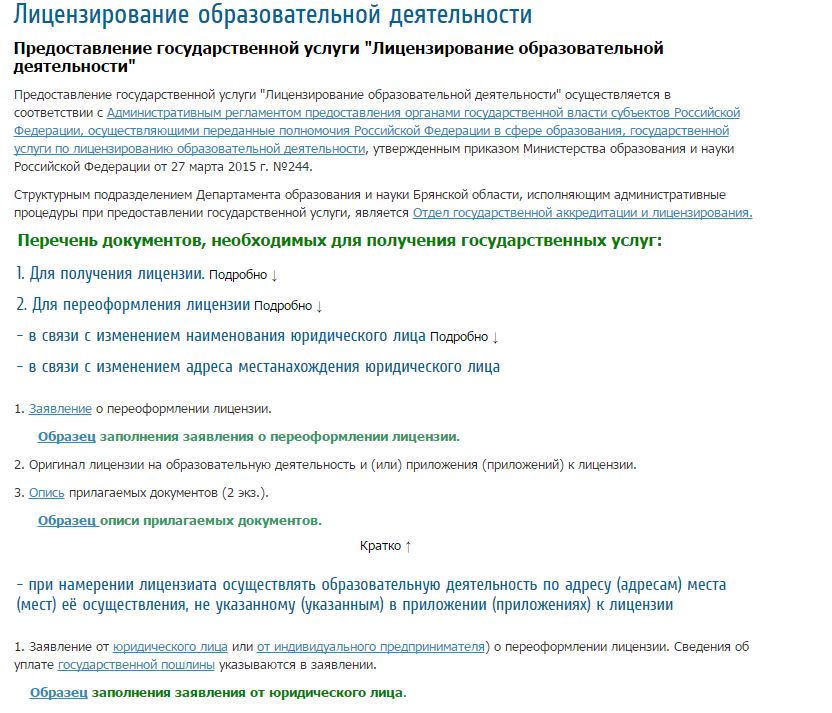 Лицензирование образовательной деятельности
Предоставление государственной услуги "Лицензирование образовательной
деятельности"
Предоставление государственной услуги "Лицензирование образовательной деятельности" осуществляется в
соответствии с Административным регламентом предоставления органами государственной власти субъектов Российской
Федерации, осуществляющими переданные полномочия Российской Федерации в сфере образования, государственной
услуги по лицензированию образовательной деятельности, утвержденным приказом Министерства образования и науки
Российской Федерации от 27 марта 2015 г. №244.
Структурным подразделением Департамента образования и науки Брянской области, исполняющим административные
процедуры при предоставлении государственной услуги, является Отдел государственной аккредитации и лицензирования.
Перечень документов, необходимых для получения государственных услуг:
1. Для получения лицензии. Подробно ↓
2. Для переоформления лицензии Подробно ↓
- в связи с изменением наименования юридического лица Подробно ↓
- в связи с изменением адреса местанахождения юридического лица
1. Заявление о переоформлении лицензии.
Образец заполнения заявления о переоформлении лицензии.
2. Оригинал лицензии на образовательную деятельность и (или) приложения (приложений) к лицензии.
3. Опись прилагаемых документов (2 экз.).
Образец описи прилагаемых документов.
Кратко ↑
- при намерении лицензиата осуществлять образовательную деятельность по адресу (адресам) места
(мест) её осуществления, не указанному (указанным) в приложении (приложениях) к лицензии
1. Заявление от юридического лица или от индивидуального предпринимателя) о переоформлении лицензии. Сведения об
уплате государственной пошлины указываются в заявлении.
Образец заполнения заявления от юридического лица.